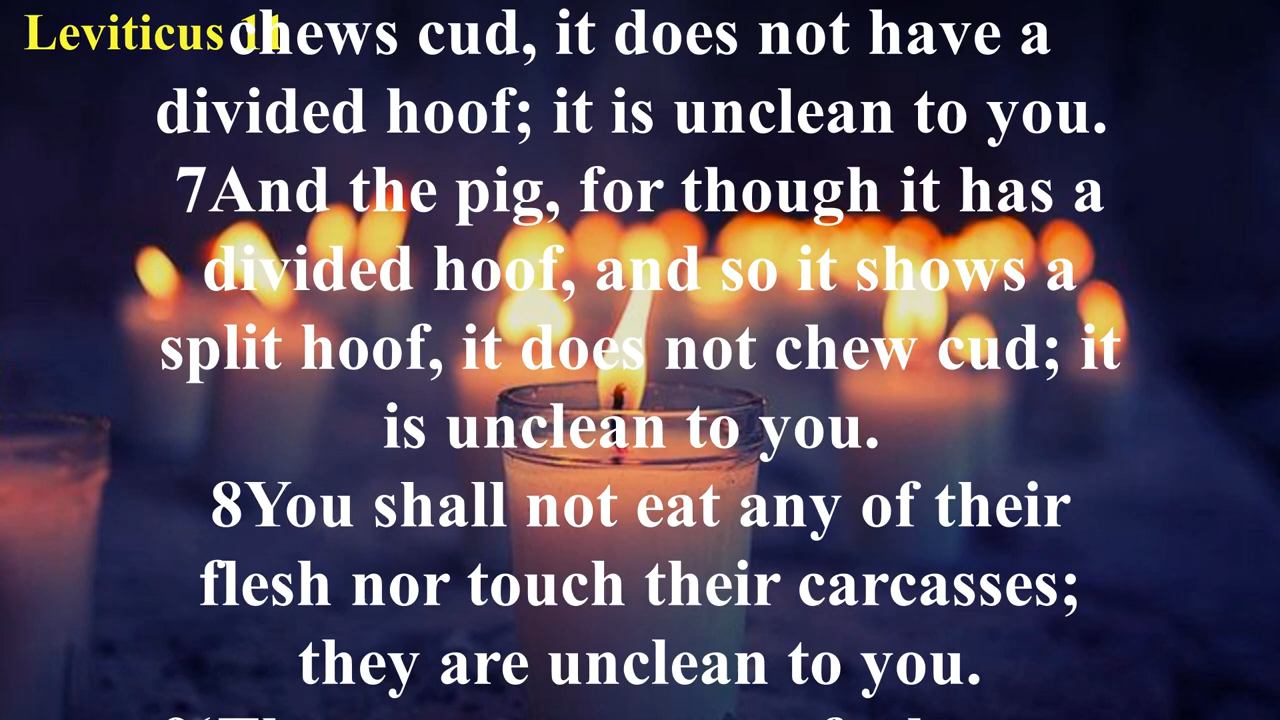 Leviticus 11
chews cud, it does not have a
divided hoof; it is unclean to you.
7And the pig, for though it has a
divided hoof, and so it shows a
split hoof, it does not chew cud; it
is unclean to you.
8You shall not eat any of their
flesh nor touch their carcasses;
they are unclean to you.